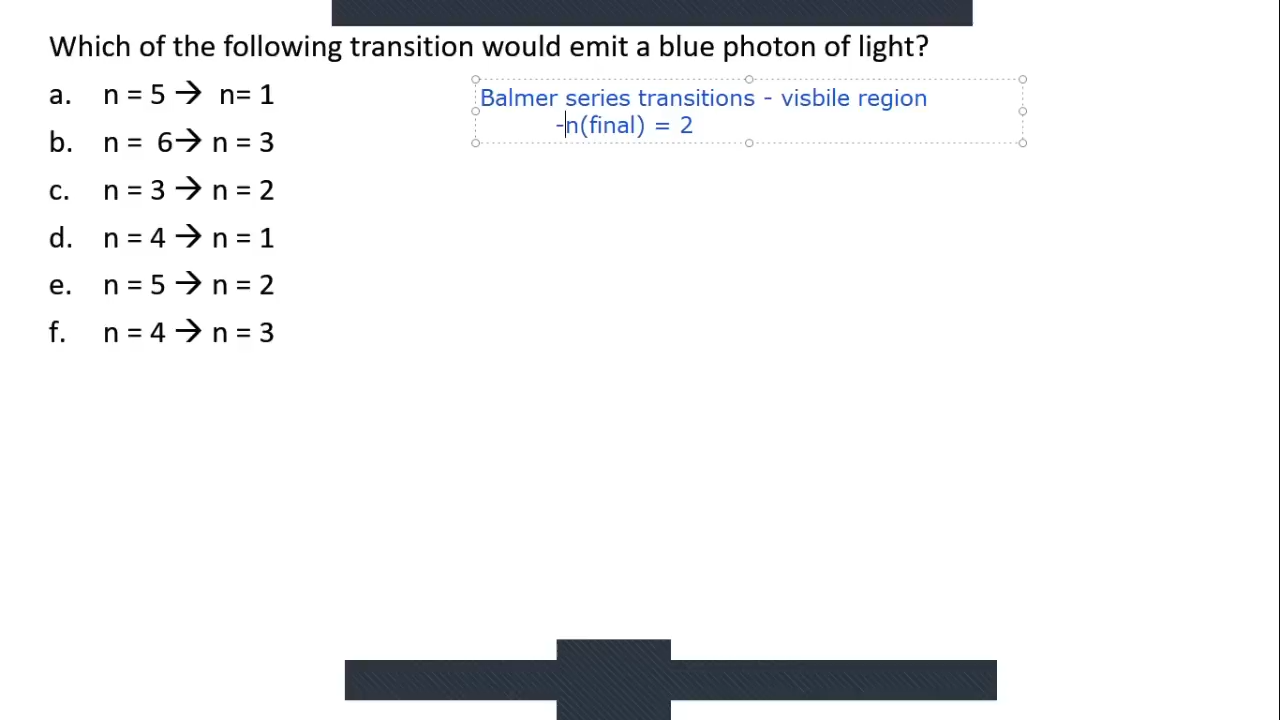 Which of the following transition would emit a blue photon of light?
a. n = 5 → n= 1
b. n = 6→ n = 3
c. n = 3 → n = 2
d. n = 4 → n = 1
e. n = 5 → n = 2
f. n = 4 → n = 3
Balmer series transitions - visbile region
-n(final) = 2